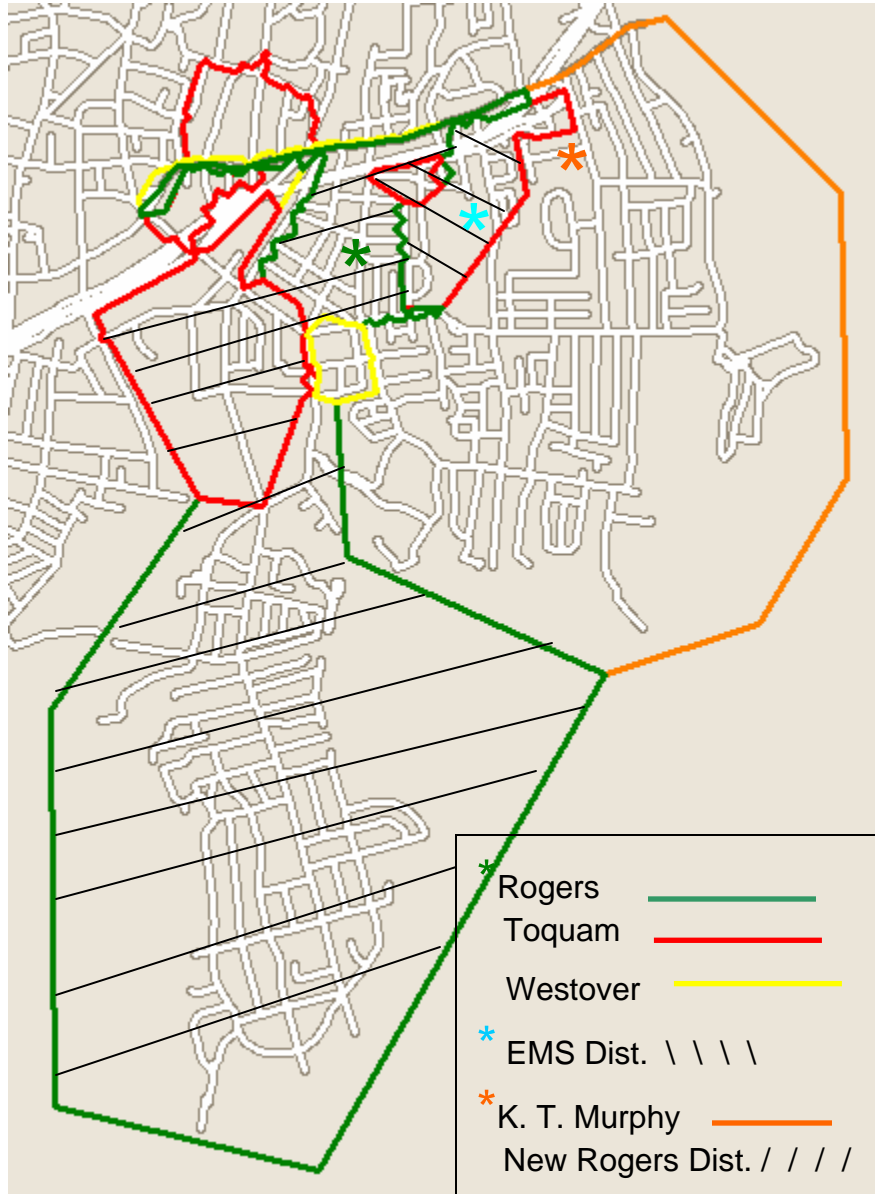 * Rogers
Toquam
Westover
* EMS Dist. \ \ \ \
* K. T. Murphy
New Rogers Dist. / / / /